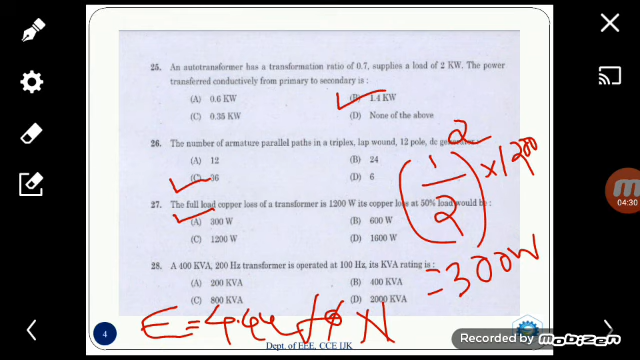 25. An autotransformer has a transformation ratio of 0.7, supplies a load of 2 KW. The power
transferred conductively from primary to secondary is :
(A) 0.6 KW (B) 1.4 KW
(C) 0.35 KW (D) None of the above
26. The number of armature parallel paths in a triplex, lap wound, 12 pole, dc generator
(A) 12 (B) 24
(C) 36 (D) 6
27. The full load copper loss of a transformer is 1200 W its copper loss at 50% load would be :
(A) 300 W (B) 600 W
(C) 1200 W (D) 1600 W
28. A 400 KVA, 200 Hz transformer is operated at 100 Hz, its KVA rating is :
(A) 200 KVA (B) 400 KVA
(C) 800 KVA (D) 2000 KVA
(1/2)2 × 1200
= 300W
E = 4.44 f φ N
4
Dept. of EEE, CCE IJK
04:30
RECORDED BY
MOBIZEN